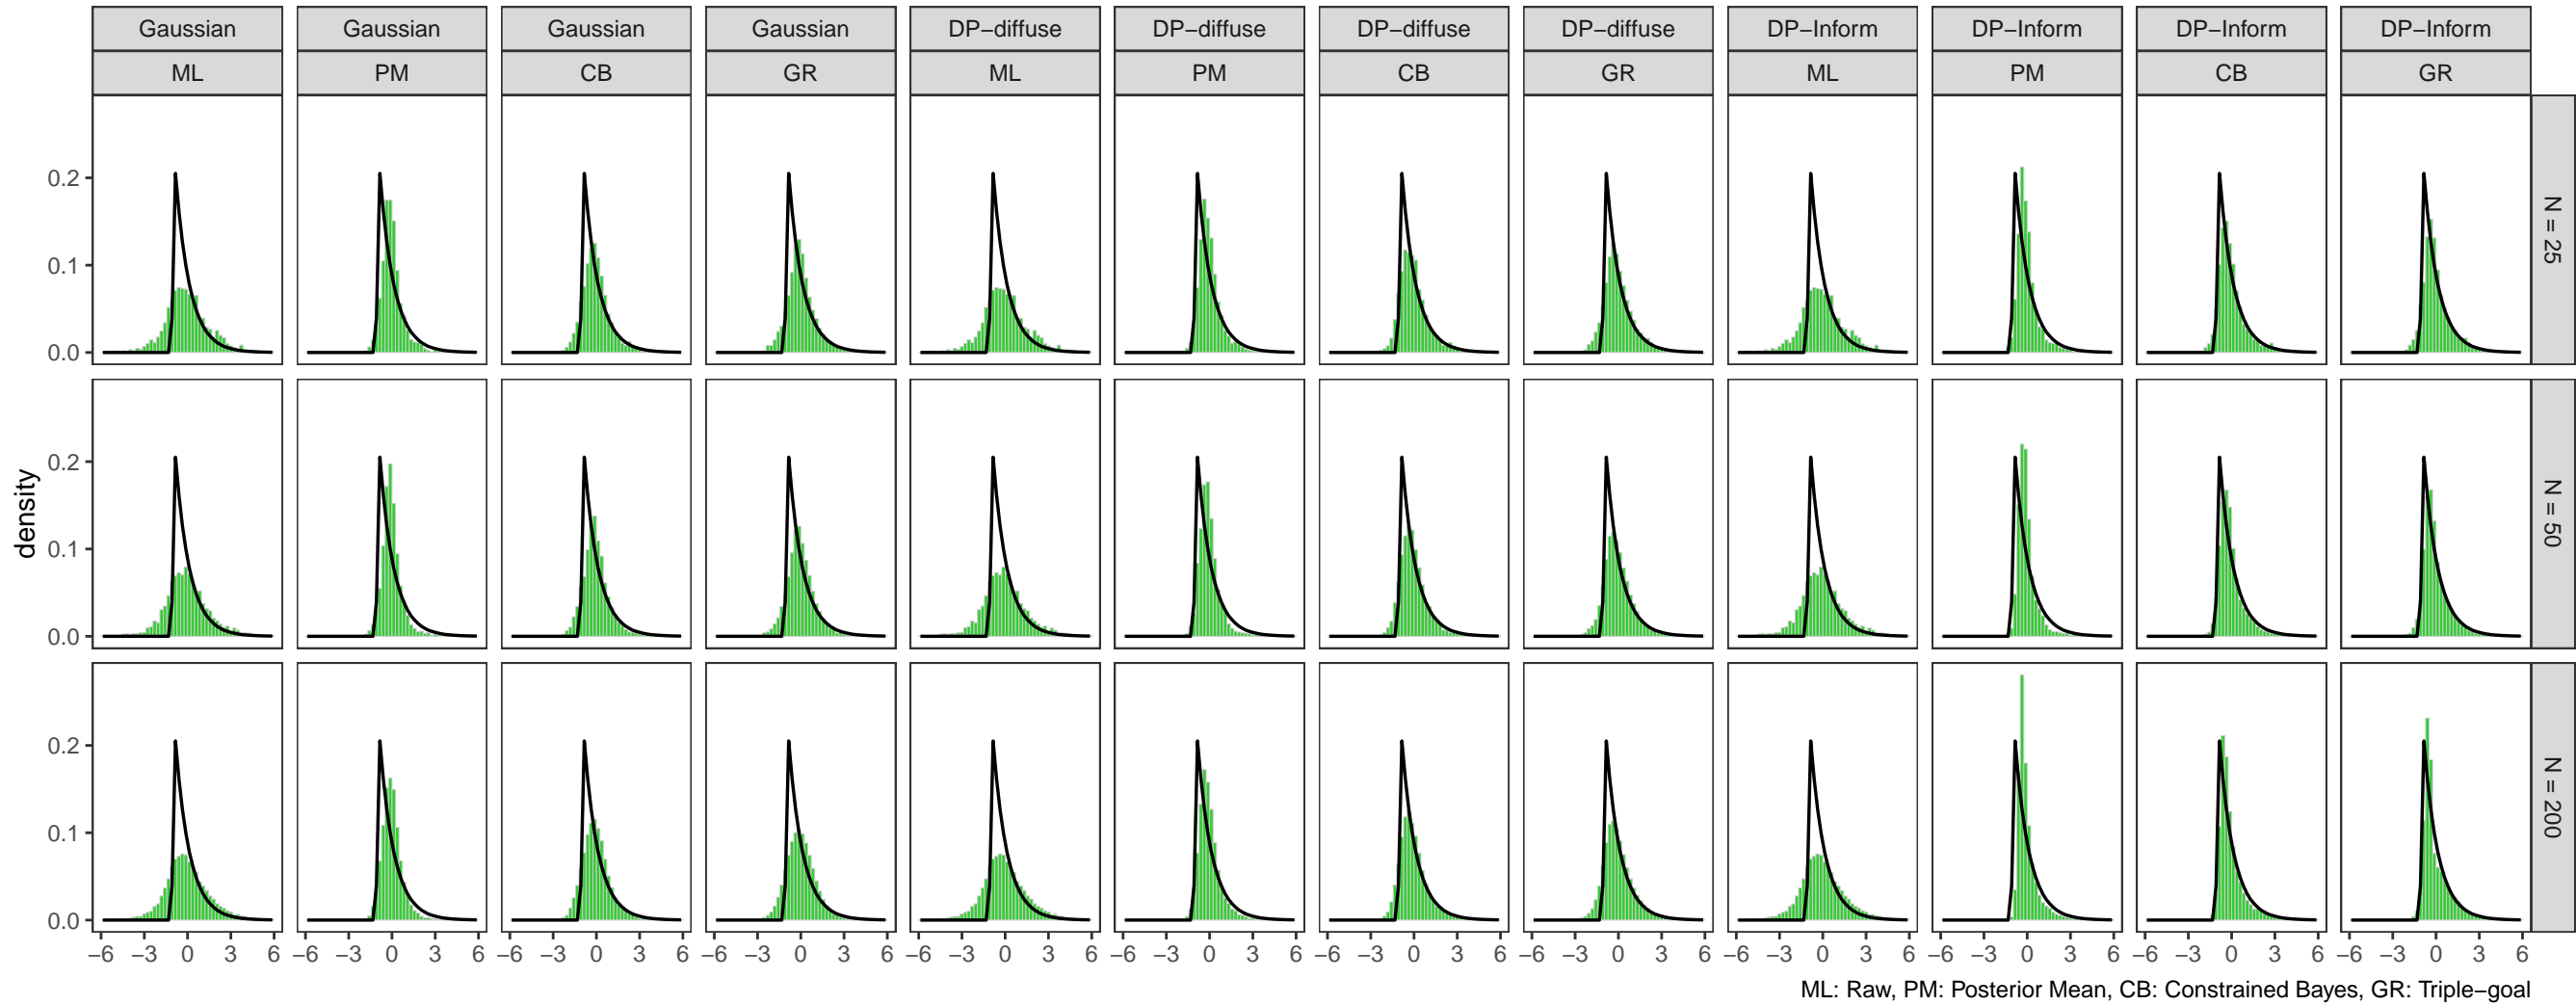 Gaussian Gaussian Gaussian Gaussian DP−diffuse DP−diffuse DP−diffuse DP−diffuse DP−Inform DP−Inform DP−Inform DP−Inform
ML PM CB GR ML PM CB GR ML PM CB GR
0.2
0.1
0.0
N = 25
density
0.2
0.1
0.0
N = 50
0.2
0.1
0.0
N = 200
−6 −3 0 3 6 −6 −3 0 3 6 −6 −3 0 3 6 −6 −3 0 3 6 −6 −3 0 3 6 −6 −3 0 3 6 −6 −3 0 3 6 −6 −3 0 3 6 −6 −3 0 3 6 −6 −3 0 3 6 −6 −3 0 3 6 −6 −3 0 3 6
ML: Raw, PM: Posterior Mean, CB: Constrained Bayes, GR: Triple−goal